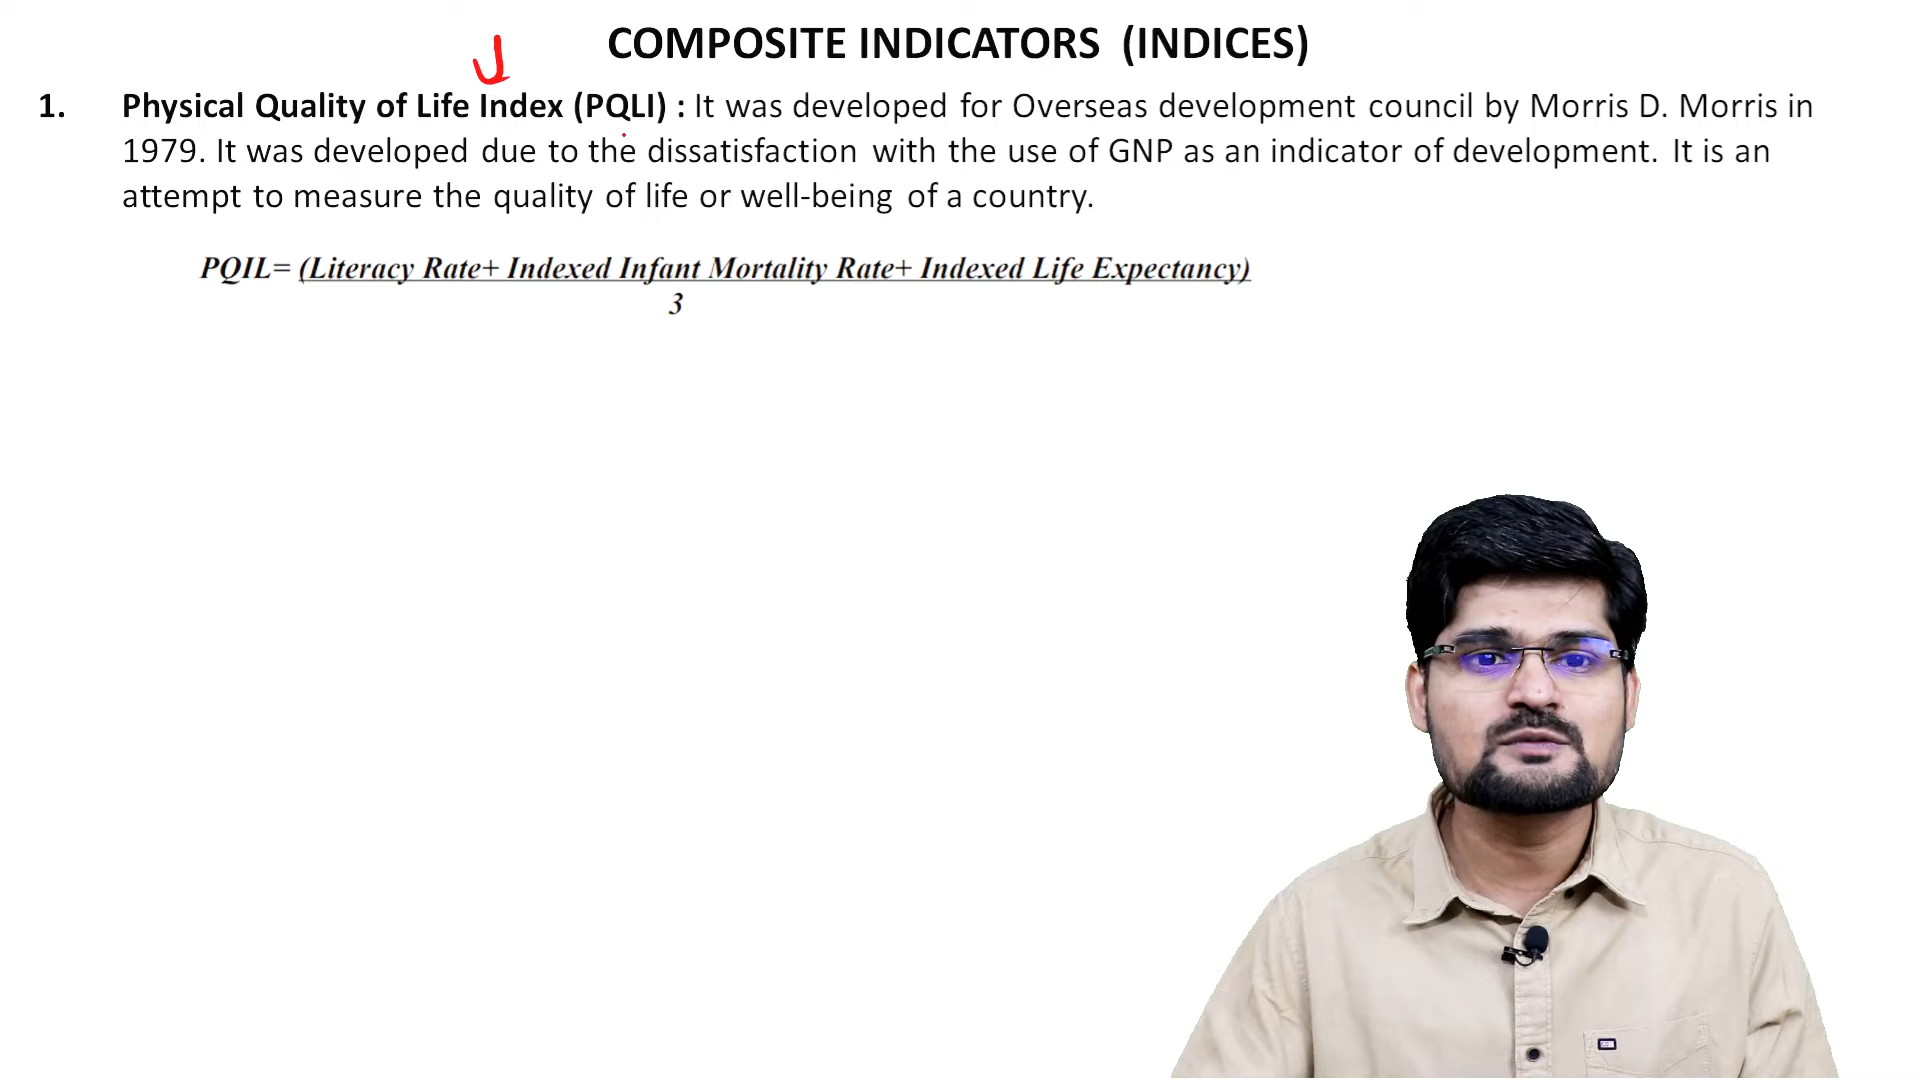 COMPOSITE INDICATORS (INDICES)
1. Physical Quality of Life Index (PQLI) : It was developed for Overseas development council by Morris D. Morris in
1979. It was developed due to the dissatisfaction with the use of GNP as an indicator of development. It is an
attempt to measure the quality of life or well-being of a country.
PQIL= (Literacy Rate+ Indexed Infant Mortality Rate+ Indexed Life Expectancy)
3